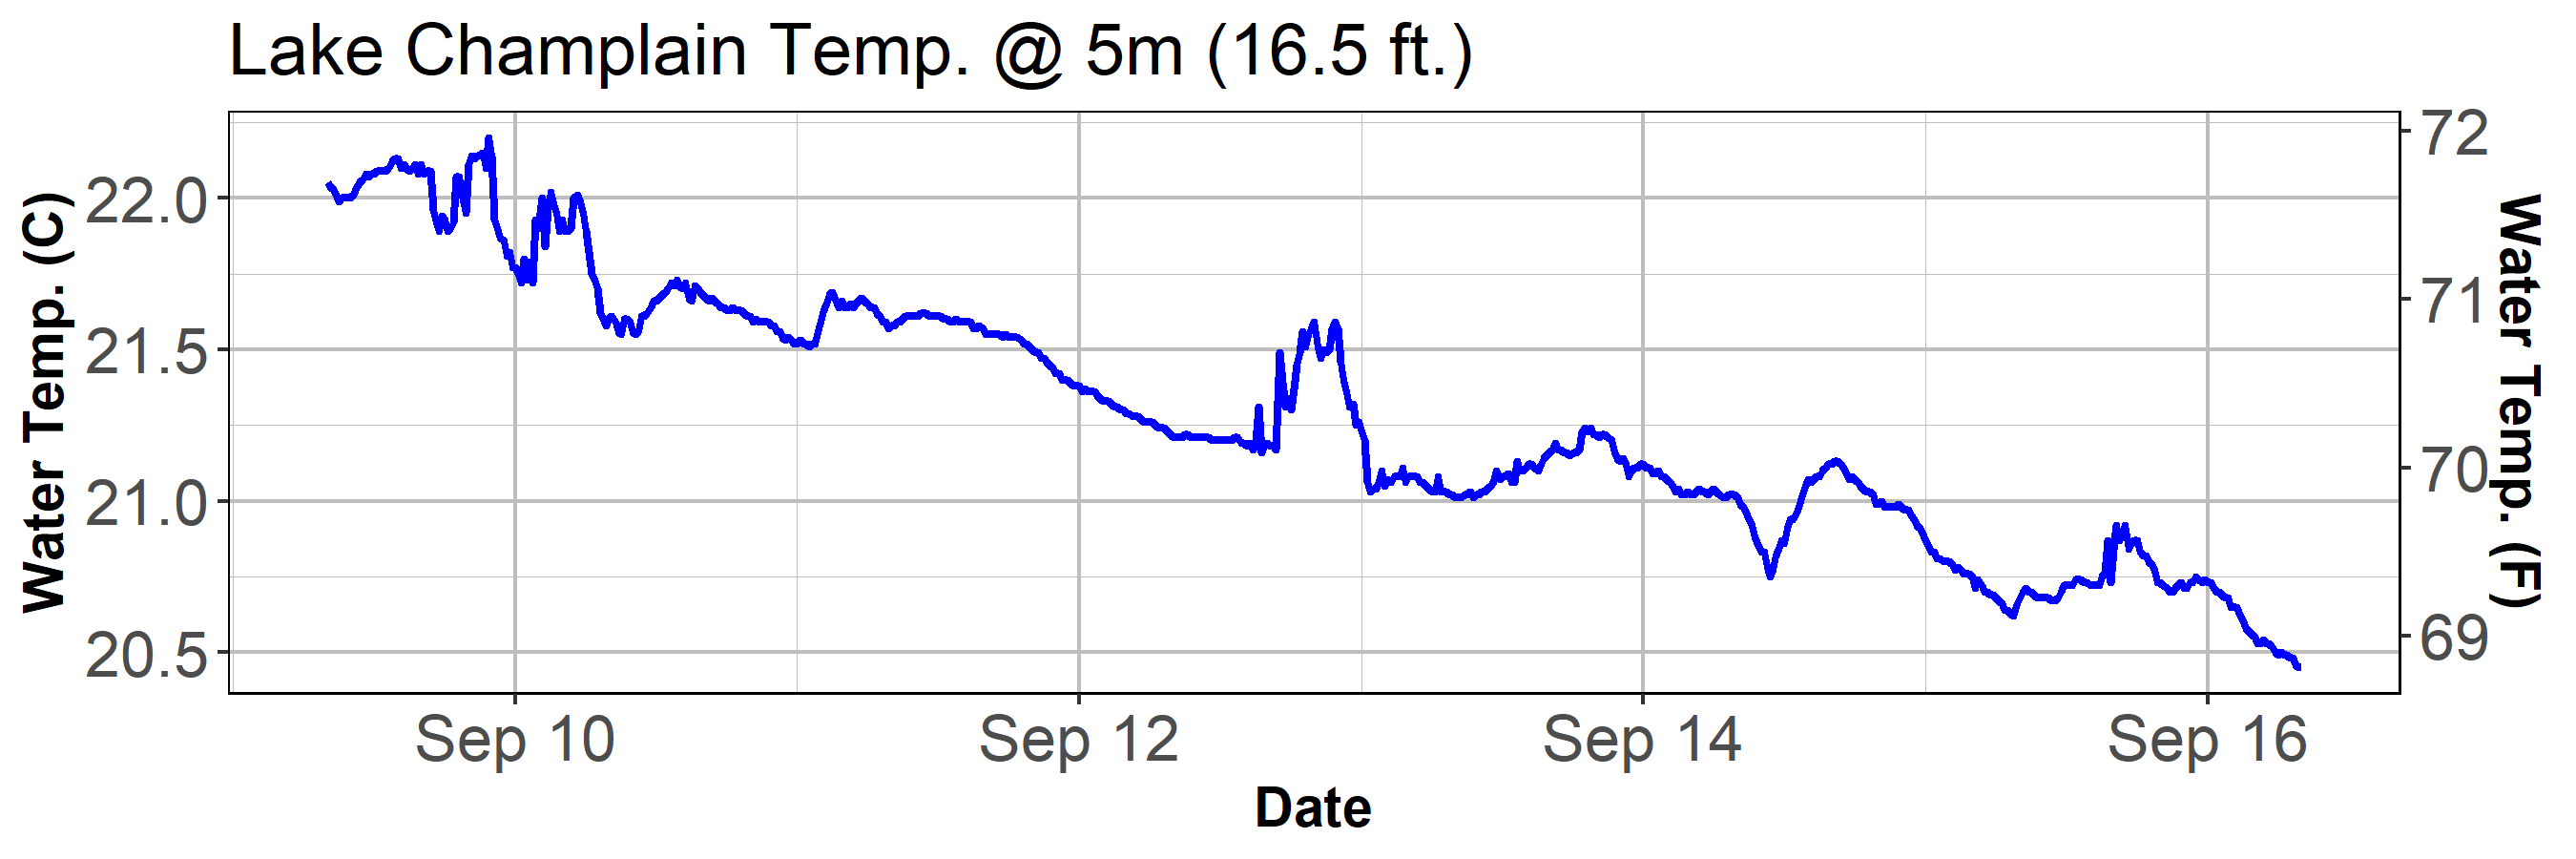 Lake Champlain Temp. @ 5m (16.5 ft.)
Water Temp. (C)
22.0
21.5
21.0
20.5
72
71
70
69
Water Temp. (F)
Sep 10 Sep 12 Sep 14 Sep 16
Date